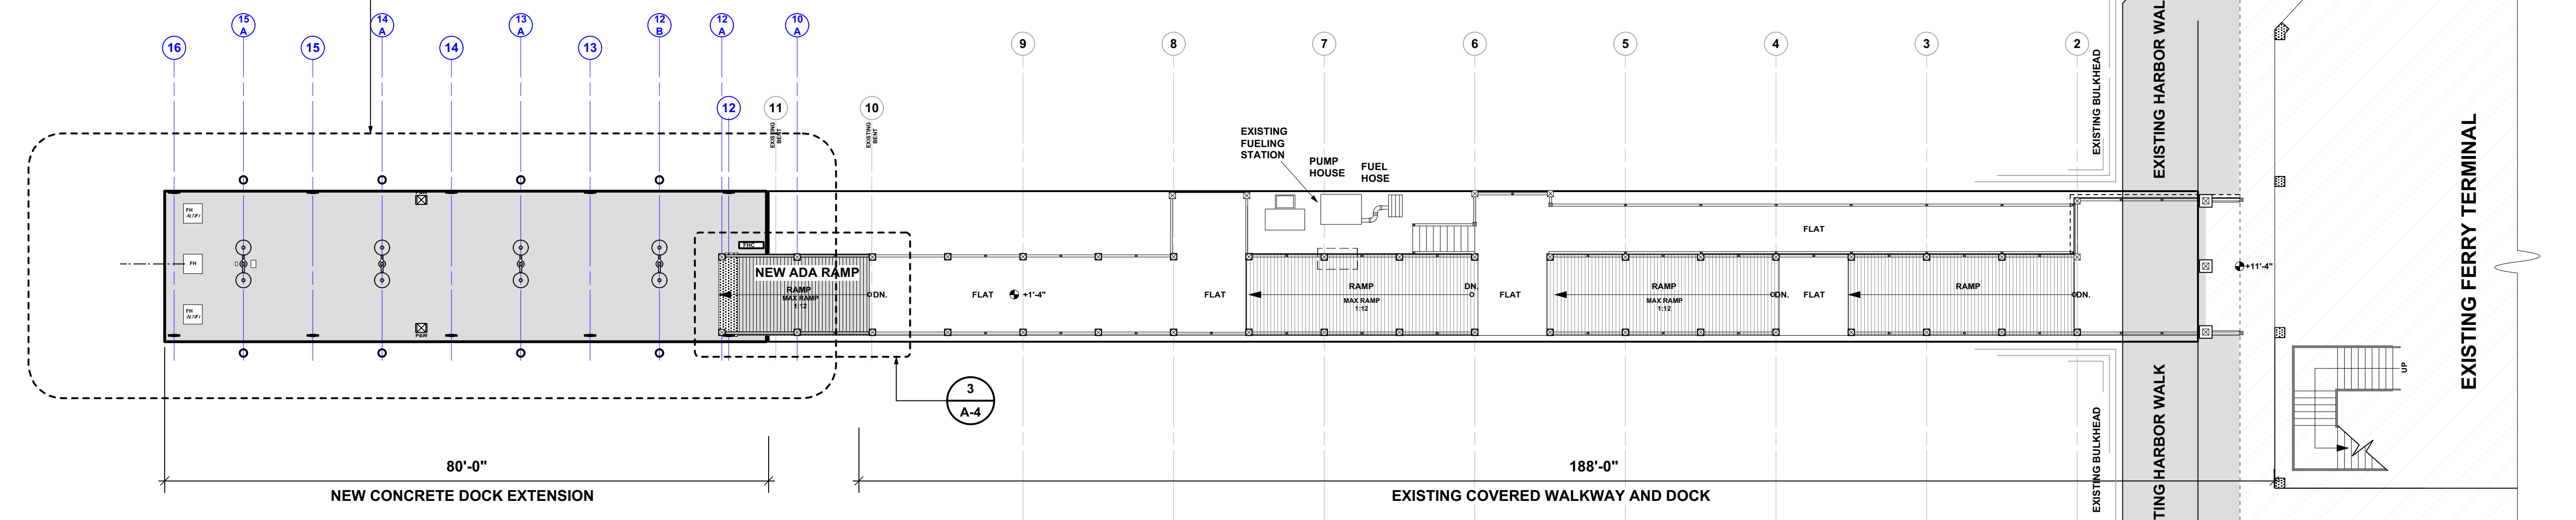 15
A
14
A
13
A
12
B
12
A
10
A
16
15
14
13
9
8
7
6
5
4
3
2
12
11
10
EXISTING
BENT
EXISTING
BENT
EXISTING
FUELING
STATION
PUMP
HOUSE
FUEL
HOSE
EXISTING BULKHEAD
EXISTING HARBOR WAL
EXISTING FERRY TERMINAL
FH
FH
FH
FHC
P&W
NEW ADA RAMP
RAMP
MAX RAMP
1:12
DN.
FLAT
+1'-4"
FLAT
RAMP
MAX RAMP
1:12
DN.
FLAT
RAMP
MAX RAMP
1:12
DN.
FLAT
FLAT
RAMP
DN.
+11'-4"
UP
3
A-4
EXISTING BULKHEAD
TING HARBOR WALK
80'-0"
NEW CONCRETE DOCK EXTENSION
188'-0"
EXISTING COVERED WALKWAY AND DOCK